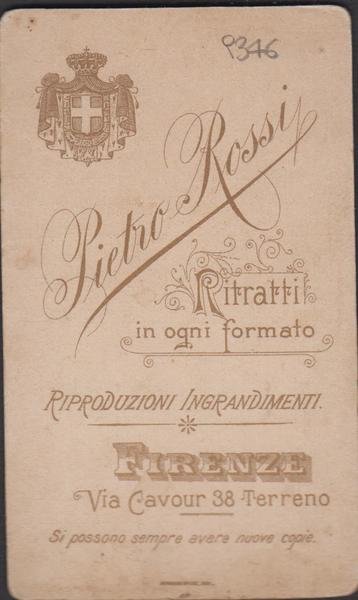 9346
Pietro Rossi
Ritratti
in ogni formato
RIPRODUZIONI INGRANDIMENTI.
FIRENZE
Via Cavour 38 Terreno
Si possono sempre avere nuove copie.